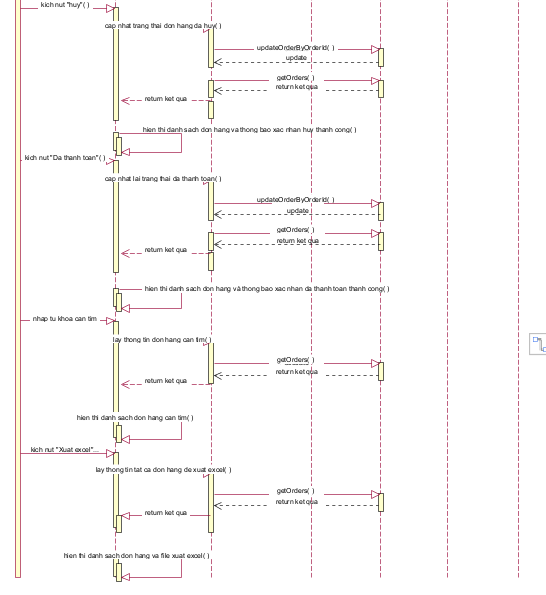 kich nut "huy"( )
cap nhat trang thai don hang da huy( )
updateOrderByOrderId( )
update
getOrders( )
return ket qua
return ket qua
hien thi danh sach don hang va thong bao xac nhan huy thanh cong( )
kich nut "Da thanh toan"( )
cap nhat lai trang thai da thanh toan( )
updateOrderByOrderId( )
update
getOrders( )
return ket qua
return ket qua
hien thi danh sach don hang và thong bao xac nhan da thanh toan thanh cong( )
nhap tu khoa can tim
lay thong tin don hang can tim( )
getOrders( )
return ket qua
return ket qua
hien thi danh sach don hang can tim( )
kich nut "Xuat excel"...
lay thong tin tat ca don hang de xuat excel( )
getOrders( )
return ket qua
return ket qua
hien thi danh sach don hang va file xuat excel( )